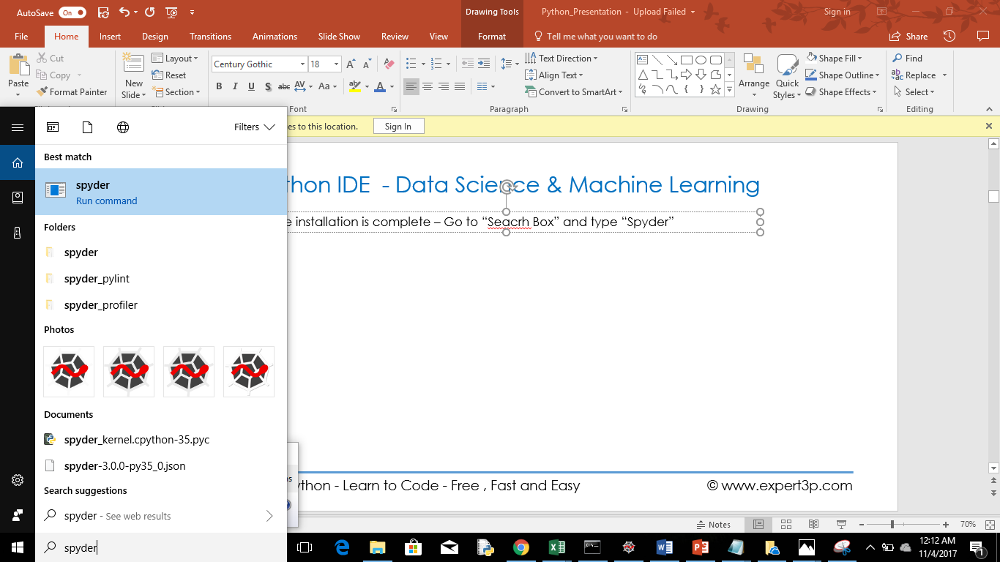 AutoSave On
Drawing Tools
Python_Presentation - Upload Failed
Sign in
File Home Insert Design Transitions Animations Slide Show Review View Format Tell me what you want to do Share
Paste
Cut
Copy
Format Painter
New Slide
Layout
Reset
Section
Century Gothic 18
B I U S abc AV Aa A
Text Direction
Align Text
Convert to SmartArt
Arrange
Quick Styles
Shape Fill
Shape Outline
Shape Effects
Find
Replace
Select
Font
Paragraph
Drawing
Editing
es to this location. Sign In
Filters
Best match
spyder
Run command
Folders
spyder
spyder_pylint
spyder_profiler
Photos
Documents
spyder_kernel.cpython-35.pyc
spyder-3.0.0-py35_0.json
Search suggestions
spyder - See web results
spyder
thon IDE - Data Science & Machine Learning
e installation is complete – Go to “Seacrh Box” and type “Spyder”
ython - Learn to Code - Free , Fast and Easy
© www.expert3p.com
Notes
70%
12:12 AM
11/4/2017
1